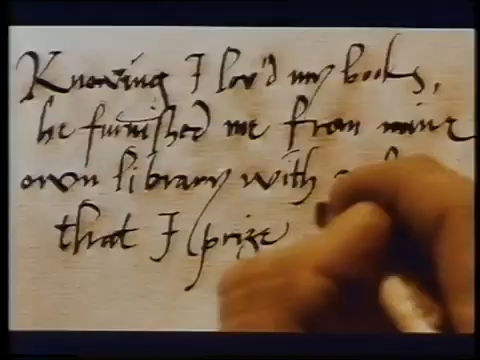 Knowing I lov'd my books,
he furnished me from mine
own library with
that I prize